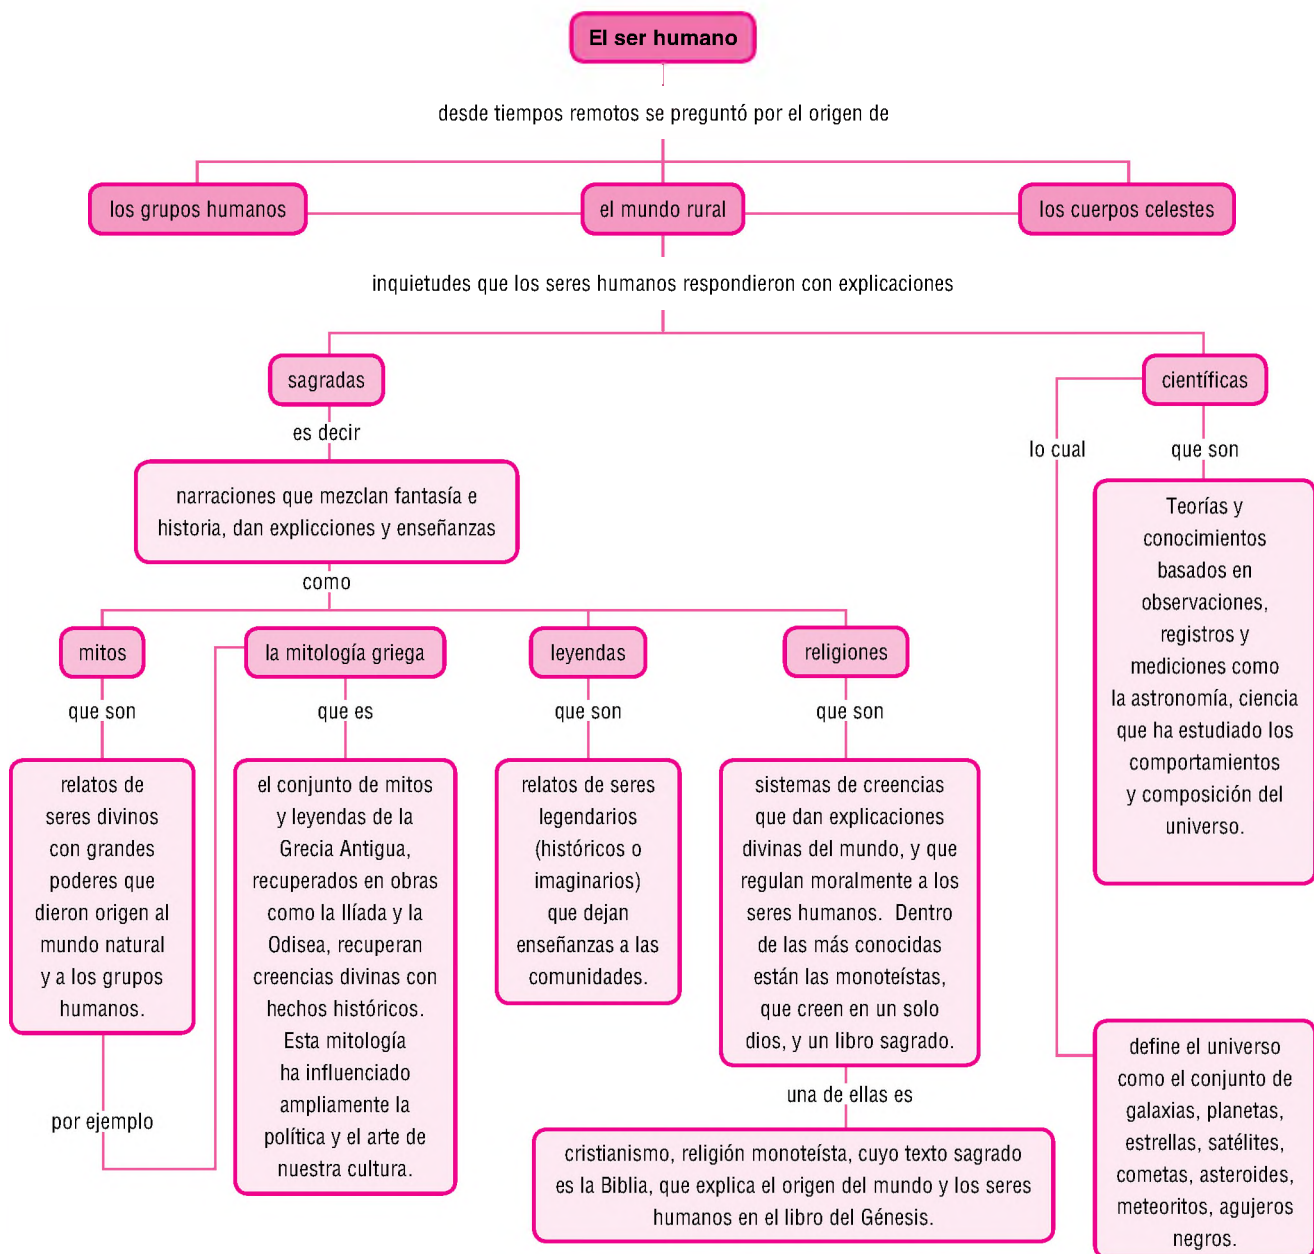 El ser humano
desde tiempos remotos se preguntó por el origen de
los grupos humanos
el mundo rural
los cuerpos celestes
inquietudes que los seres humanos respondieron con explicaciones
sagradas
científicas
es decir
lo cual
que son
narraciones que mezclan fantasía e
historia, dan explicciones y enseñanzas
Teorías y
conocimientos
basados en
observaciones,
registros y
mediciones como
la astronomía, ciencia
que ha estudiado los
comportamientos
y composición del
universo.
como
mitos
la mitología griega
leyendas
religiones
que son
que es
que son
que son
relatos de
seres divinos
con grandes
poderes que
dieron origen al
mundo natural
y a los grupos
humanos.
el conjunto de mitos
y leyendas de la
Grecia Antigua,
recuperados en obras
como la Ilíada y la
Odisea, recuperan
creencias divinas con
hechos históricos.
Esta mitología
ha influenciado
ampliamente la
política y el arte de
nuestra cultura.
relatos de seres
legendarios
(históricos o
imaginarios)
que dejan
enseñanzas a las
comunidades.
sistemas de creencias
que dan explicaciones
divinas del mundo, y que
regulan moralmente a los
seres humanos. Dentro
de las más conocidas
están las monoteístas,
que creen en un solo
dios, y un libro sagrado.
por ejemplo
una de ellas es
cristianismo, religión monoteísta, cuyo texto sagrado
es la Biblia, que explica el origen del mundo y los seres
humanos en el libro del Génesis.
define el universo
como el conjunto de
galaxias, planetas,
estrellas, satélites,
cometas, asteroides,
meteoritos, agujeros
negros.